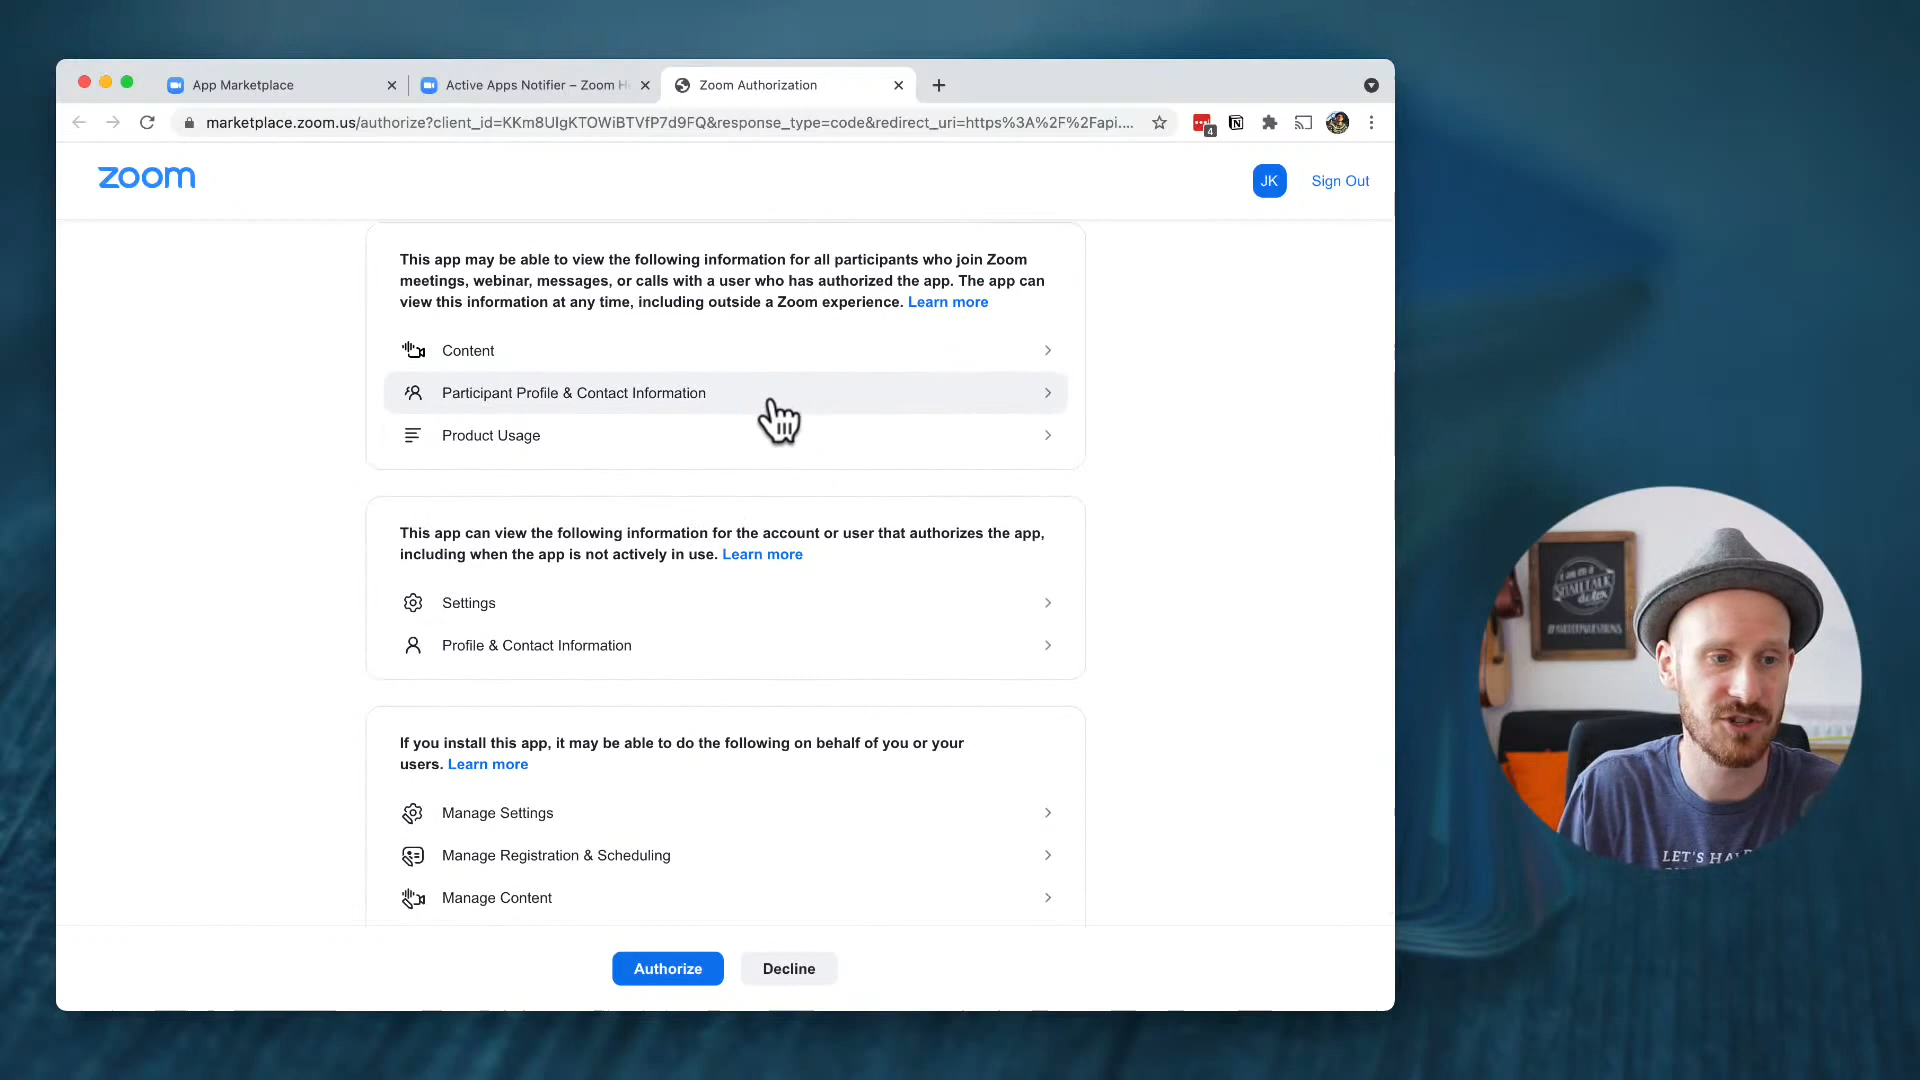 App Marketplace
Active Apps Notifier – Zoom H
Zoom Authorization
marketplace.zoom.us/authorize?client_id=KKm8UIgKTOWiBTVfP7d9FQ&response_type=code&redirect_uri=https%3A%2F%2Fapi....
4
zoom
JK
Sign Out
This app may be able to view the following information for all participants who join Zoom
meetings, webinar, messages, or calls with a user who has authorized the app. The app can
view this information at any time, including outside a Zoom experience. Learn more
Content
Participant Profile & Contact Information
Product Usage
This app can view the following information for the account or user that authorizes the app,
including when the app is not actively in use. Learn more
Settings
Profile & Contact Information
If you install this app, it may be able to do the following on behalf of you or your
users. Learn more
Manage Settings
Manage Registration & Scheduling
Manage Content
Authorize
Decline
SMALL TALK
LET'S HA